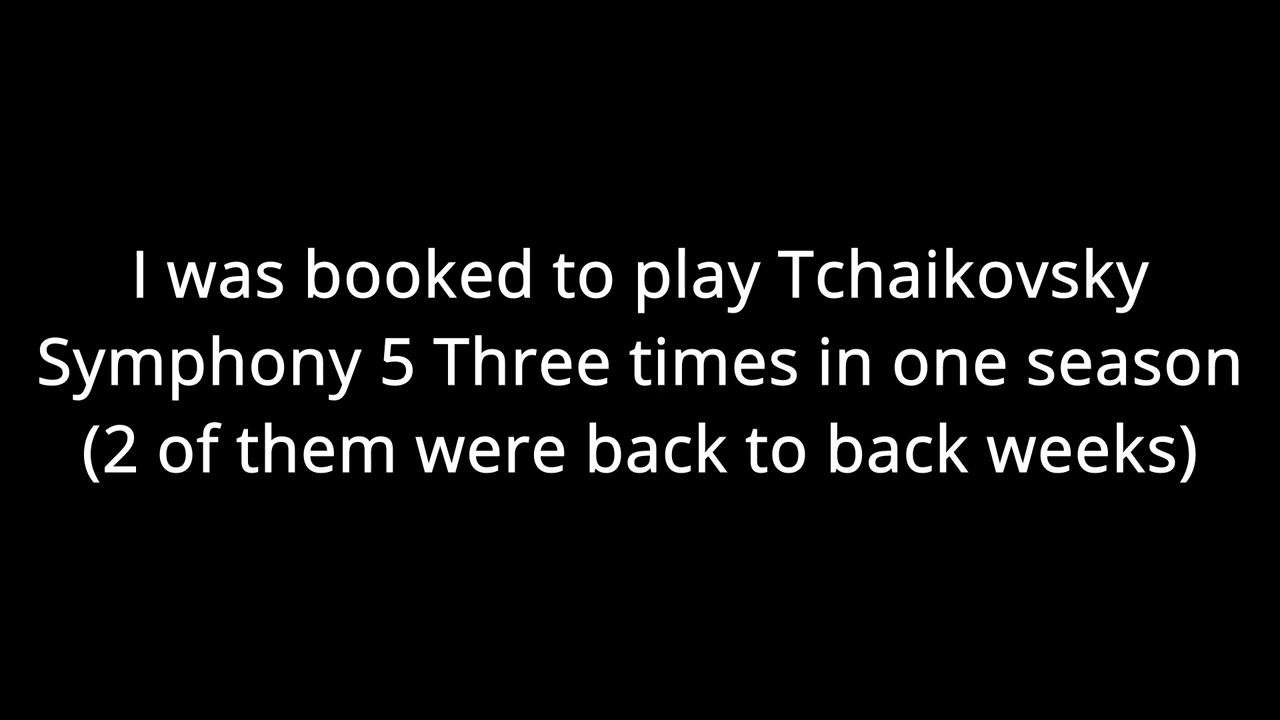 I was booked to play Tchaikovsky
Symphony 5 Three times in one season
(2 of them were back to back weeks)